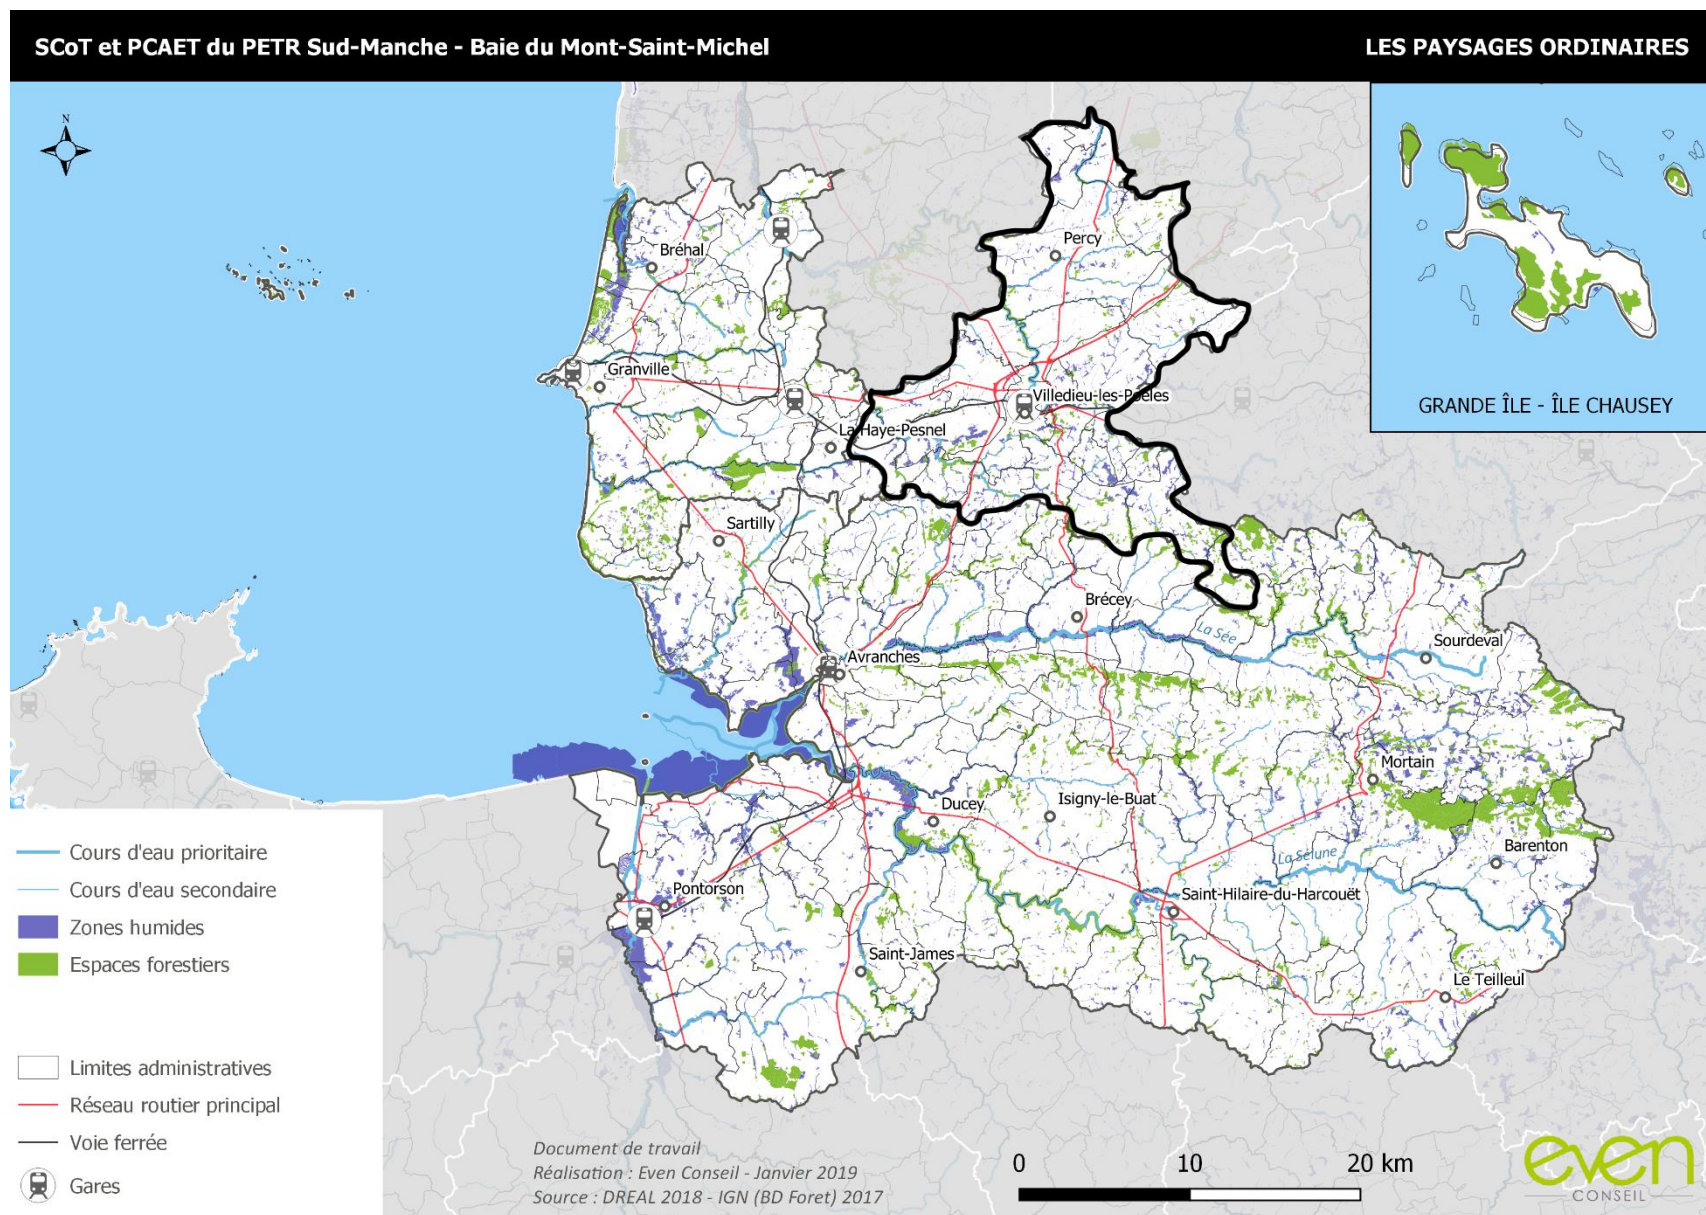 SCoT et PCAET du PETR Sud-Manche - Baie du Mont-Saint-Michel
LES PAYSAGES ORDINAIRES
N
GRANDE ÎLE - ÎLE CHAUSEY
Percy
Bréhal
Granville
Villedieu-les-Poëles
La Haye-Pesnel
Sartilly
Brécey
La Sée
Sourdeval
Avranches
Mortain
Ducey
Isigny-le-Buat
La Sélune
Barenton
Pontorson
Saint-Hilaire-du-Harcouët
Saint-James
Le Teilleul
Cours d'eau prioritaire
Cours d'eau secondaire
Zones humides
Espaces forestiers
Limites administratives
Réseau routier principal
Voie ferrée
Gares
Document de travail
Réalisation : Even Conseil - Janvier 2019
Source : DREAL 2018 - IGN (BD Foret) 2017
0 10 20 km
even
CONSEIL